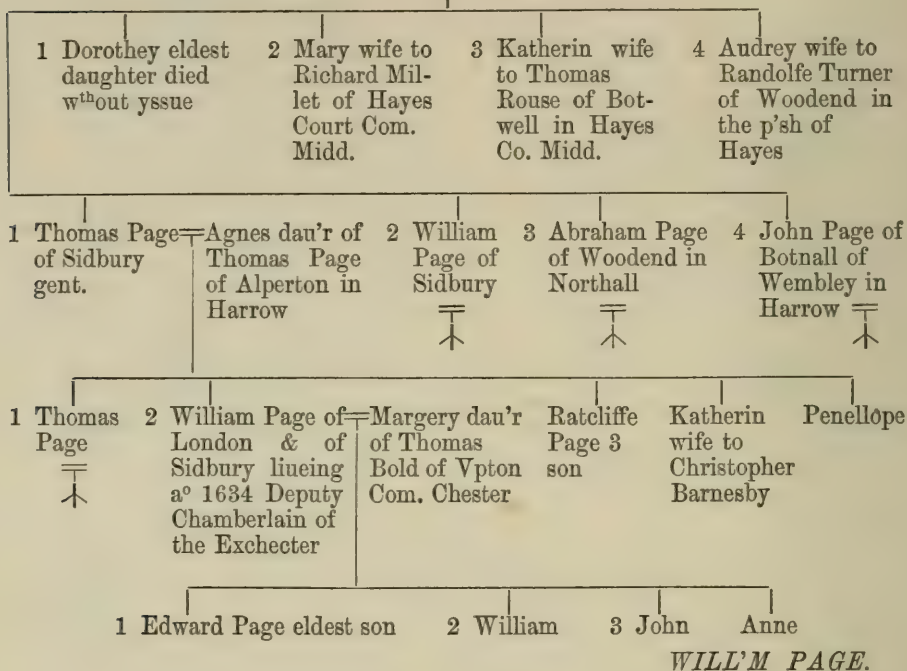 1 Dorothey eldest
daughter died
wthout yssue
2 Mary wife to
Richard Mil-
let of Hayes
Court Com.
Midd.
3 Katherin wife
to Thomas
Rouse of Bot-
well in Hayes
Co. Midd.
4 Audrey wife to
Randolfe Turner
of Woodend in
the p'sh of
Hayes
1 Thomas Page
of Sidbury
gent.
Agnes dau'r of
Thomas Page
of Alperton in
Harrow
2 William
Page of
Sidbury
3 Abraham Page
of Woodend in
Northall
4 John Page of
Botnall of
Wembley in
Harrow
1 Thomas
Page
2 William Page of
London & of
Sidbury liueing
aº 1634 Deputy
Chamberlain of
the Exchecter
Margery dau'r
of Thomas
Bold of Vpton
Com. Chester
Ratcliffe
Page 3
son
Katherin
wife to
Christopher
Barnesby
Penellope
1 Edward Page eldest son
2 William
3 John
Anne
WILL'M PAGE.